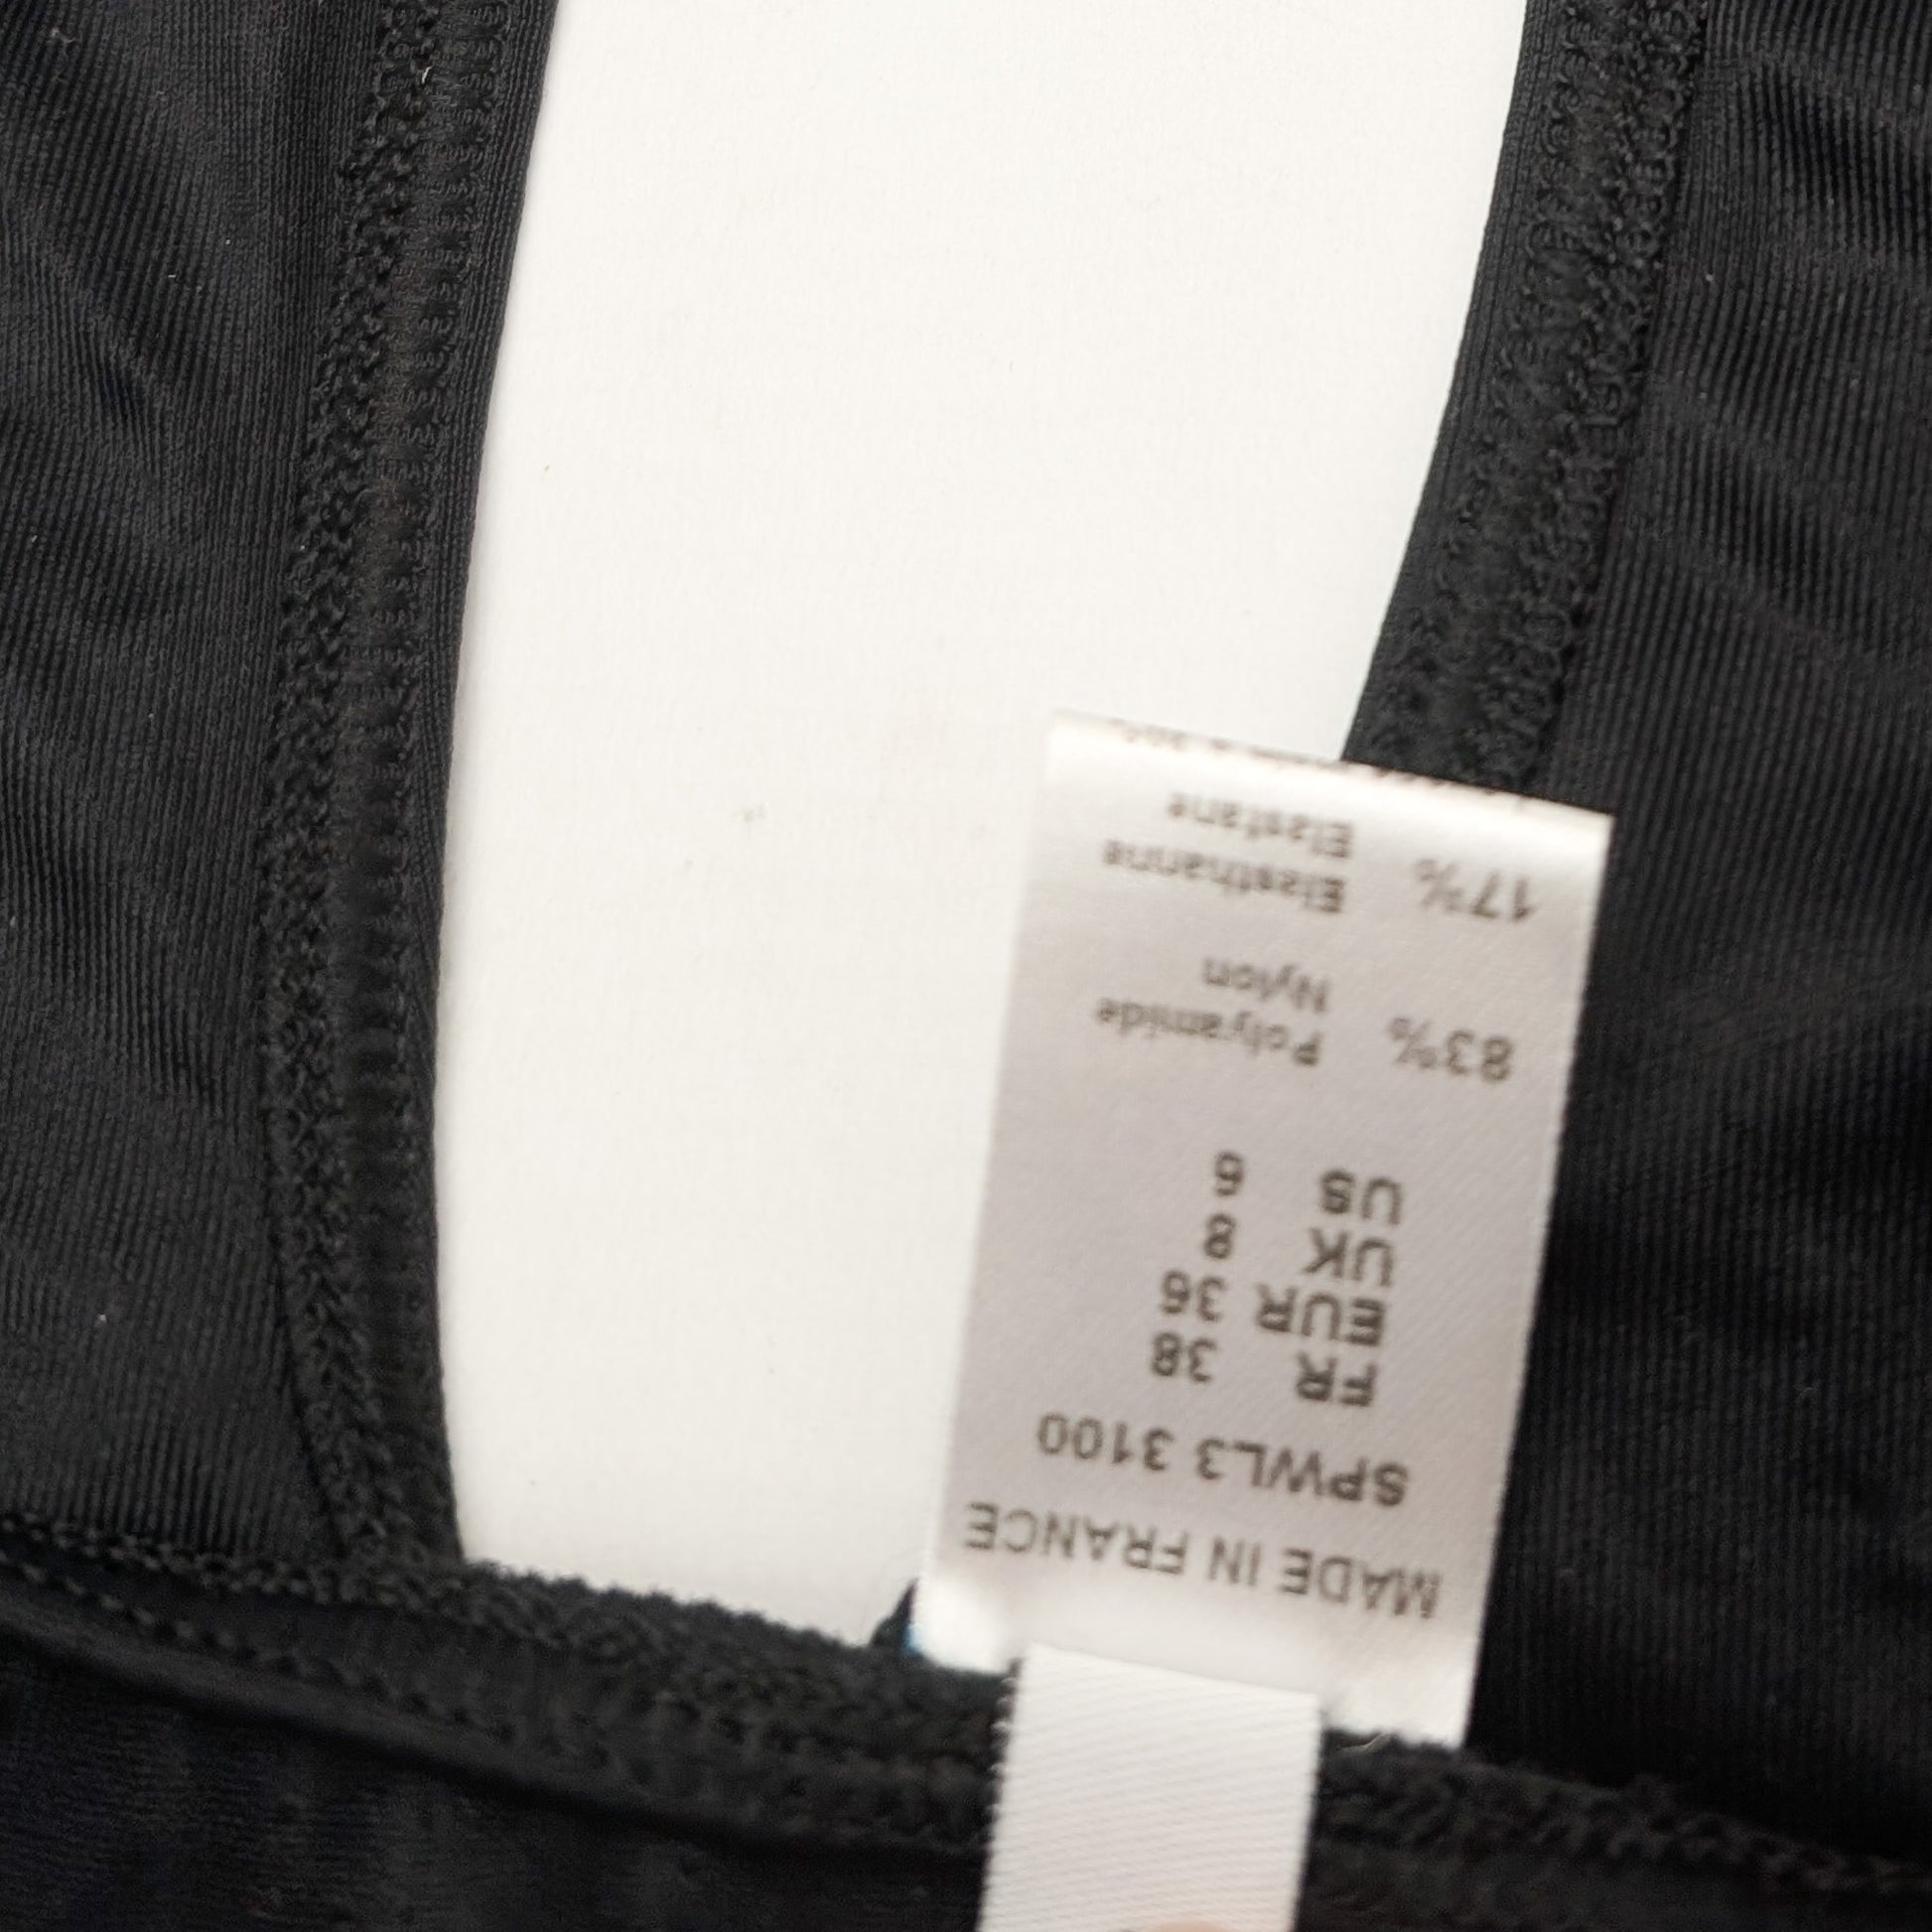 MADE IN FRANCE
SPWL3 3100
FR 38
EUR 36
UK 8
US 6
83% Polyamide
Nylon
17% Elasthanne
Elastane